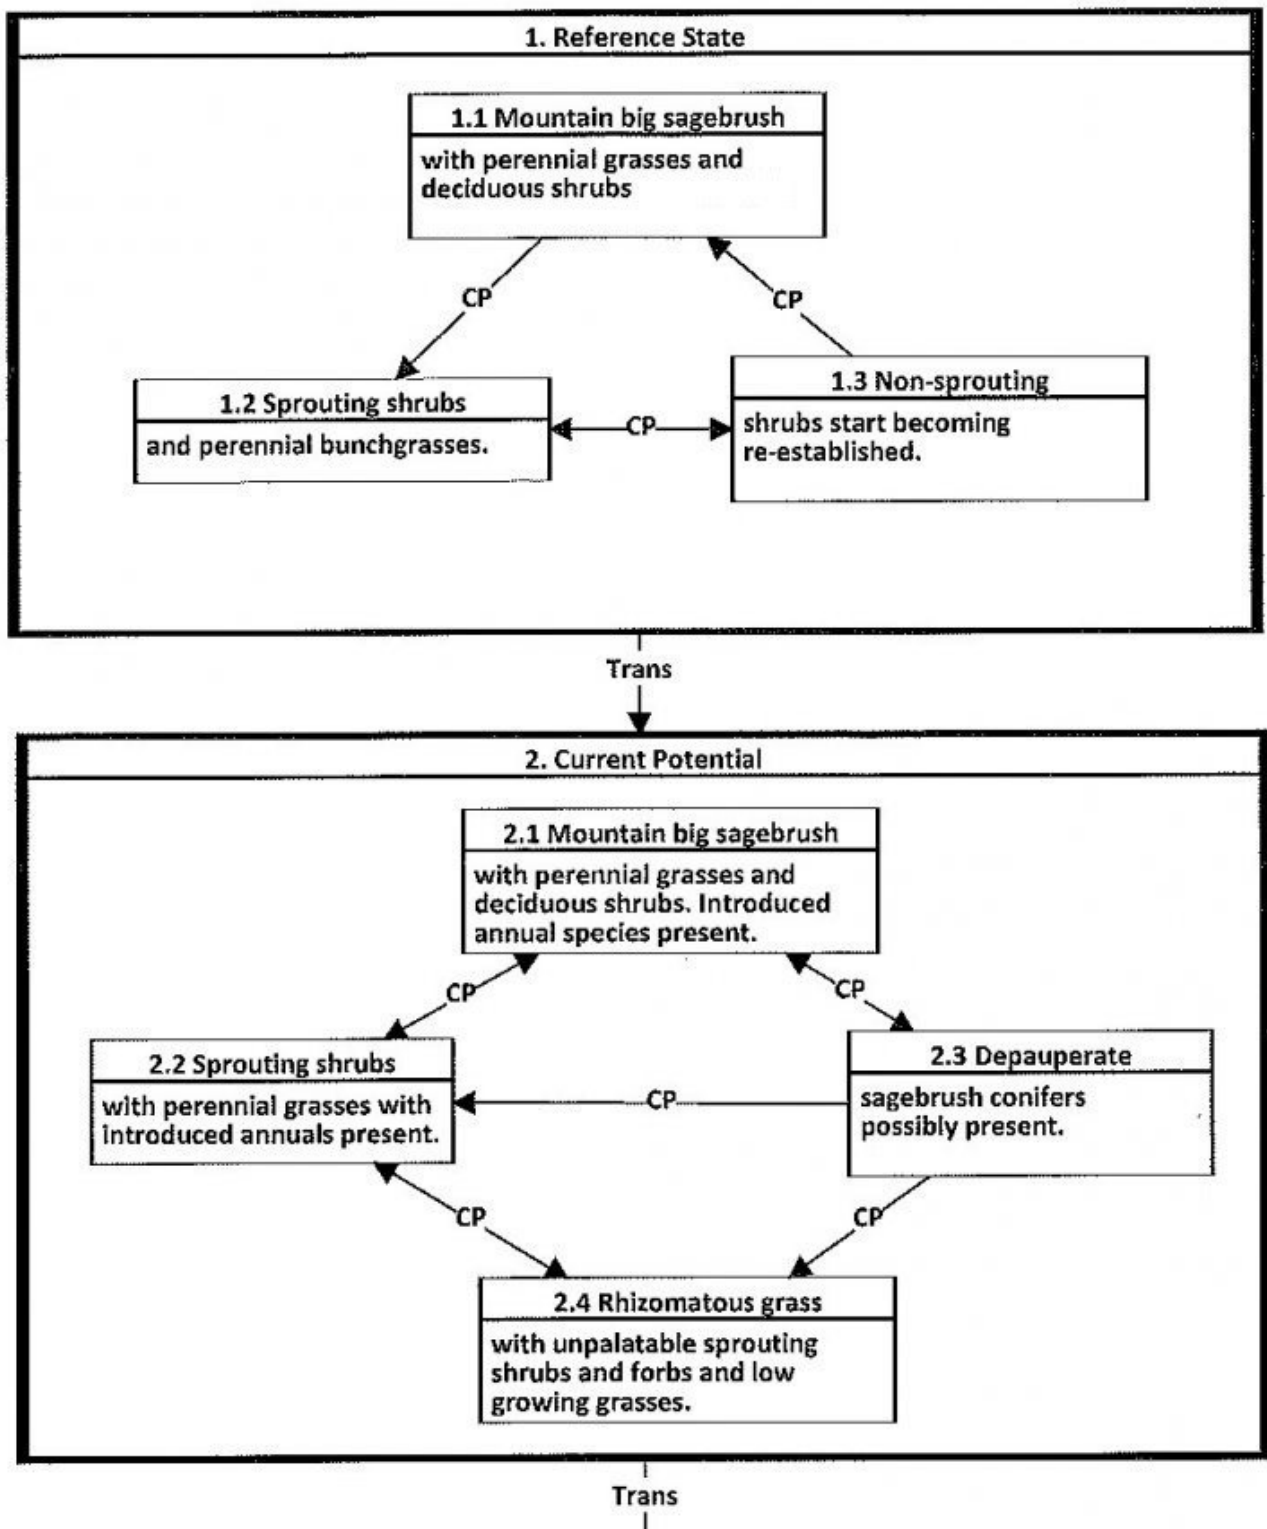 1. Reference State
1.1 Mountain big sagebrush
with perennial grasses and
deciduous shrubs
CP
CP
1.2 Sprouting shrubs
and perennial bunchgrasses.
CP
1.3 Non-sprouting
shrubs start becoming
re-established.
Trans
2. Current Potential
2.1 Mountain big sagebrush
with perennial grasses and
deciduous shrubs. Introduced
annual species present.
CP
CP
2.2 Sprouting shrubs
with perennial grasses with
introduced annuals present.
CP
2.3 Depauperate
sagebrush conifers
possibly present.
CP
CP
2.4 Rhizomatous grass
with unpalatable sprouting
shrubs and forbs and low
growing grasses.
Trans